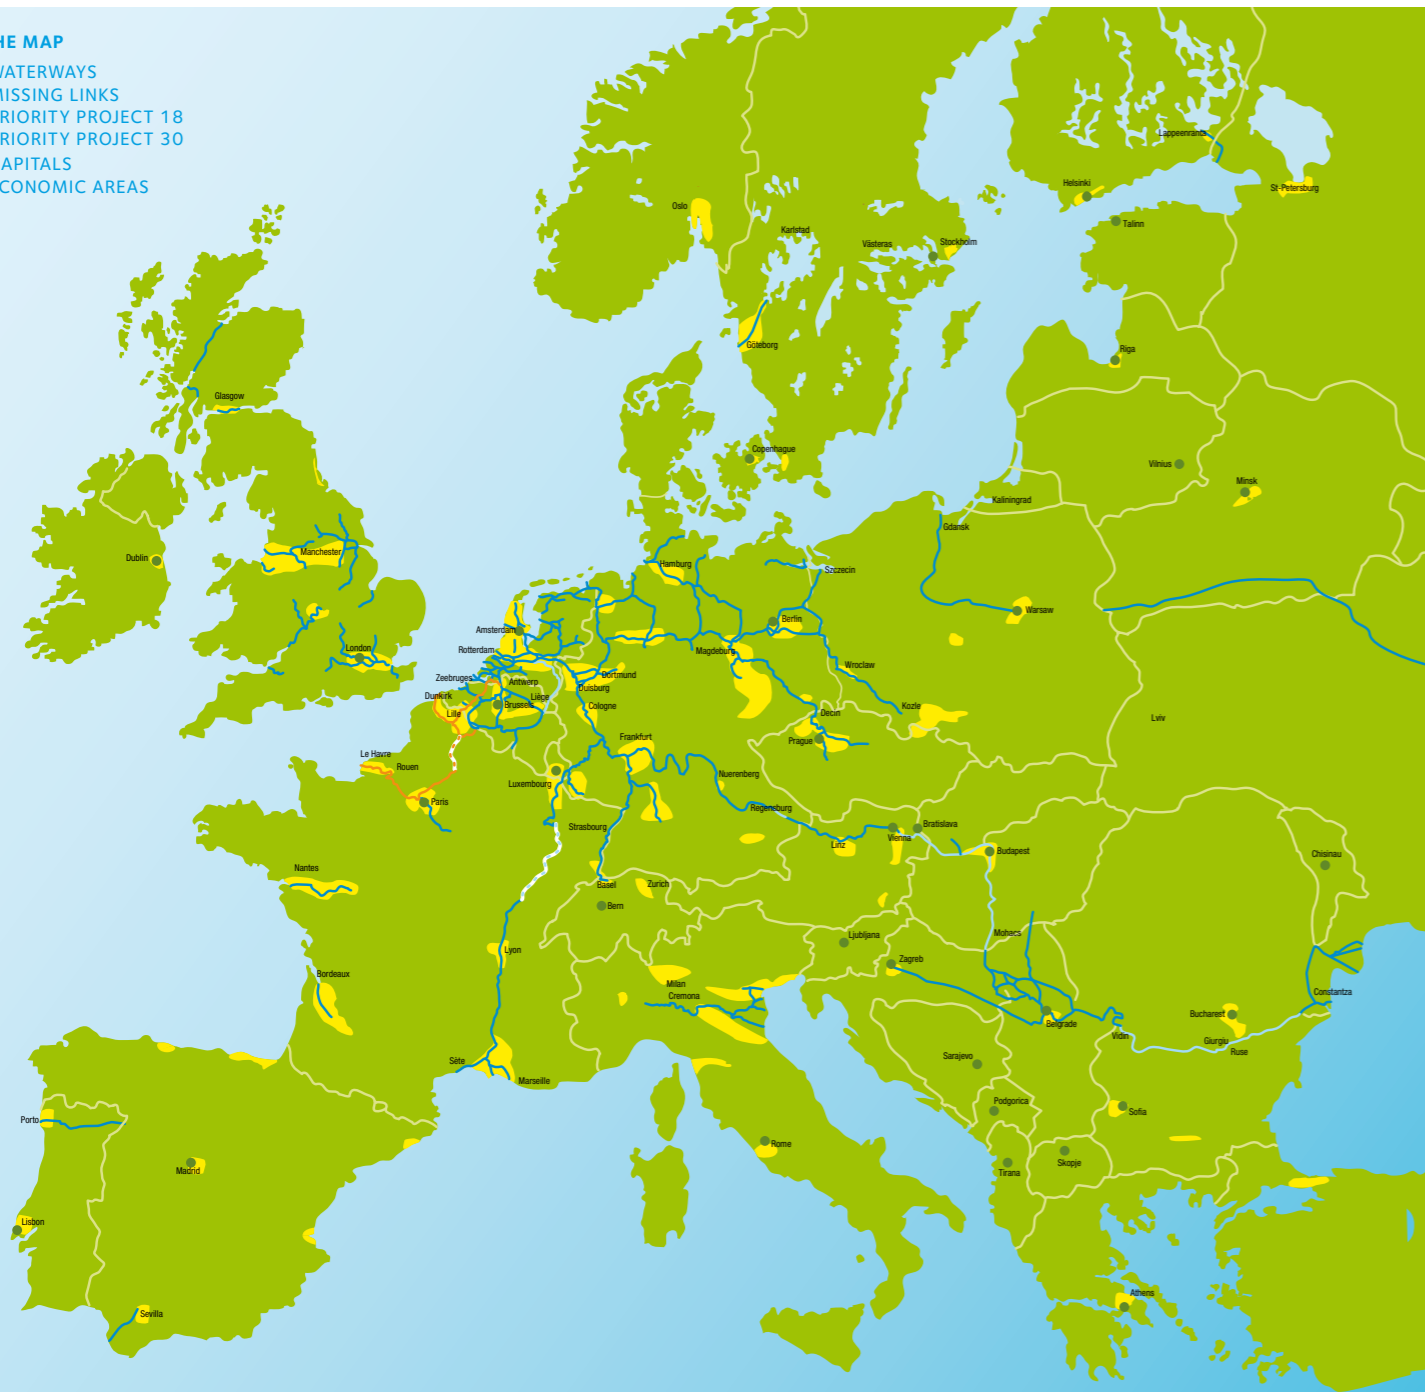 HE MAP
WATERWAYS
MISSING LINKS
RIORITY PROJECT 18
RIORITY PROJECT 30
APITALS
CONOMIC AREAS
Lappeenranta
Helsinki
St-Petersburg
Oslo
Karlstad
Talinn
Västeras
Stockholm
Göteborg
Riga
Glasgow
Copenhague
Vilnius
Minsk
Kaliningrad
Gdansk
Manchester
Dublin
Hamburg
Szczecin
Warsaw
Berlin
Amsterdam
London
Rotterdam
Magdeburg
Wroclaw
Zeebruges
Antwerp
Dortmund
Duisburg
Dunkirk
Liège
Brussels
Cologne
Kozle
Lille
Decin
Lviv
Frankfurt
Prague
Le Havre
Rouen
Nuerenberg
Luxembourg
Paris
Regensburg
Strasbourg
Bratislava
Vienna
Linz
Budapest
Chisinau
Nantes
Basel
Zurich
Bern
Ljubljana
Mohacs
Lyon
Zagreb
Bordeaux
Milan
Cremona
Constantza
Bucharest
Belgrade
Vidin
Giurgiu
Ruse
Sarajevo
Sète
Marseille
Podgorica
Sofia
Porto
Rome
Skopje
Tirana
Madrid
Lisbon
Athens
Sevilla